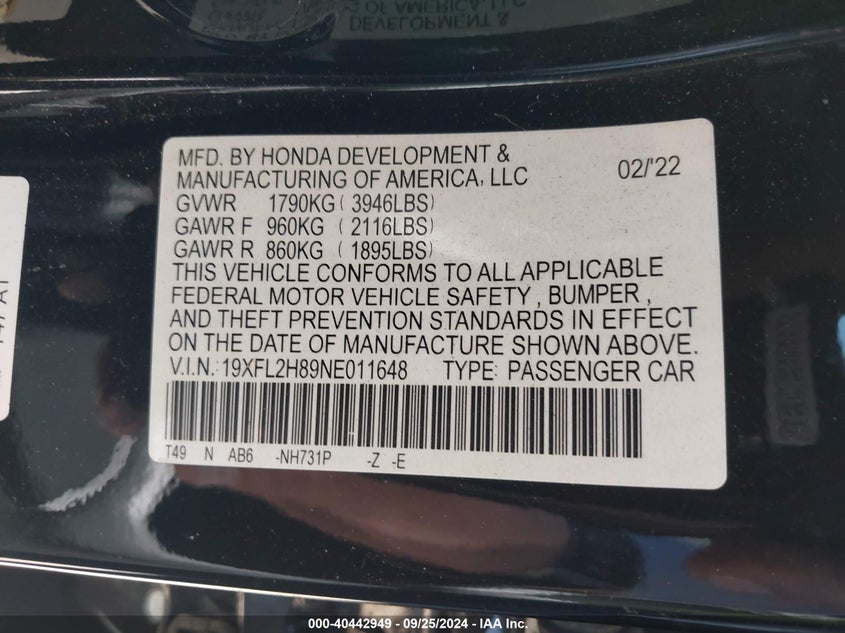 MFD. BY HONDA DEVELOPMENT &
MANUFACTURING OF AMERICA, LLC 02/'22
GVWR 1790KG ( 3946LBS)
GAWR F 960KG ( 2116LBS)
GAWR R 860KG ( 1895LBS)
THIS VEHICLE CONFORMS TO ALL APPLICABLE
FEDERAL MOTOR VEHICLE SAFETY , BUMPER ,
AND THEFT PREVENTION STANDARDS IN EFFECT
ON THE DATE OF MANUFACTURE SHOWN ABOVE.
V.I.N.: 19XFL2H89NE011648 TYPE: PASSENGER CAR
T49 N AB6 -NH731P -Z -E
000-40442949 - 09/25/2024 - IAA Inc.